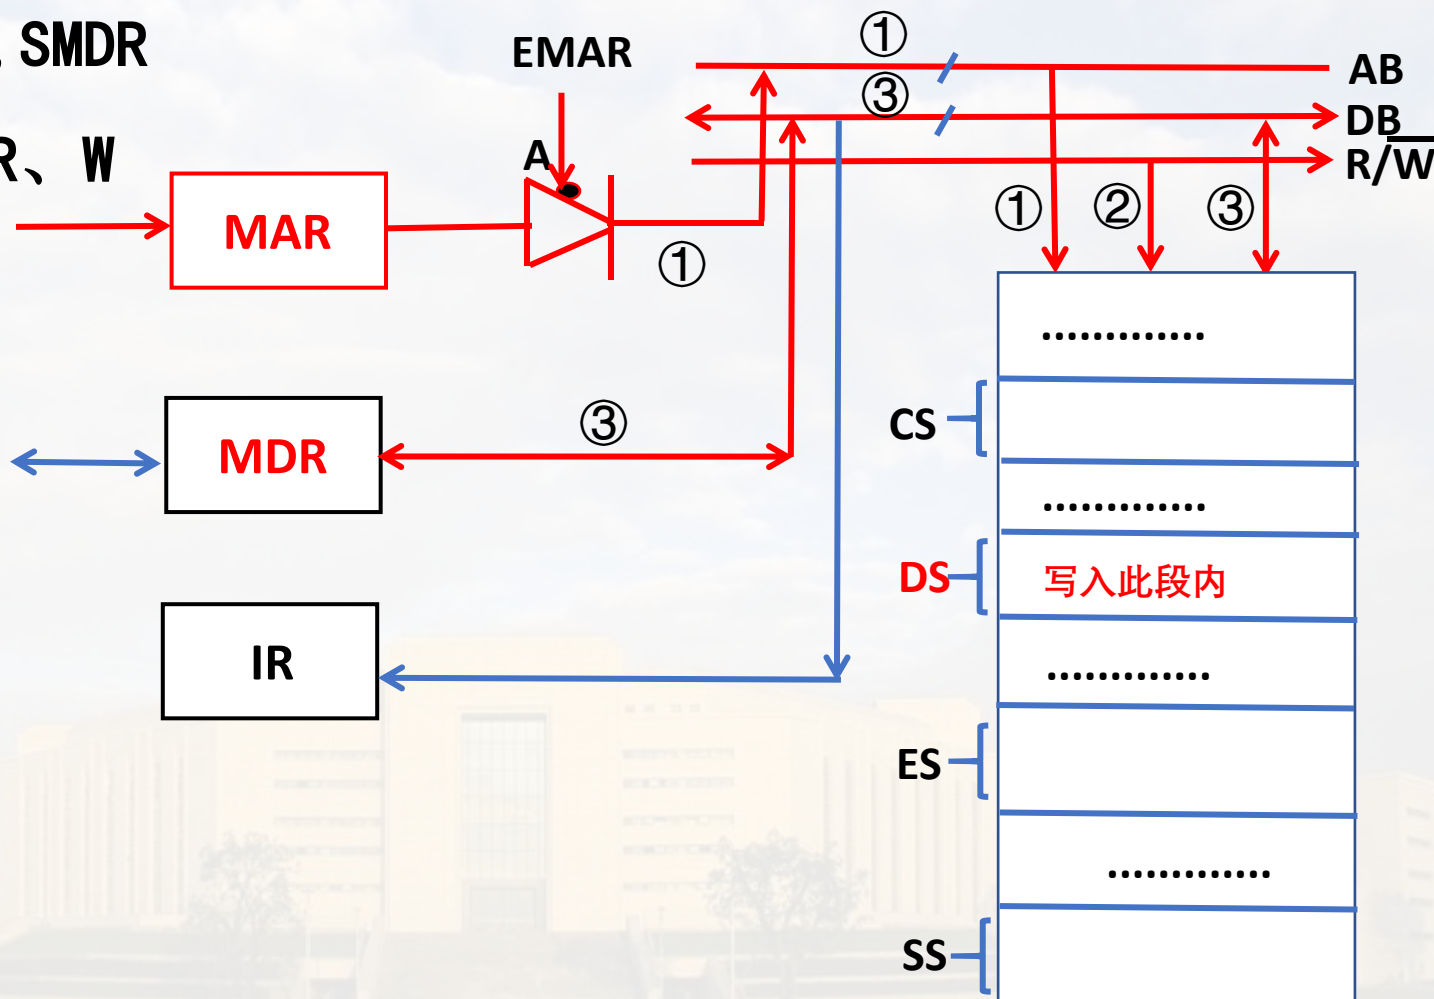 、SMDR
EMAR
①
AB
③
DB
R、W
A
R/W
MAR
①
②
③
①
.............
CS
③
MDR
.............
DS
写入此段内
IR
.............
ES
.............
SS